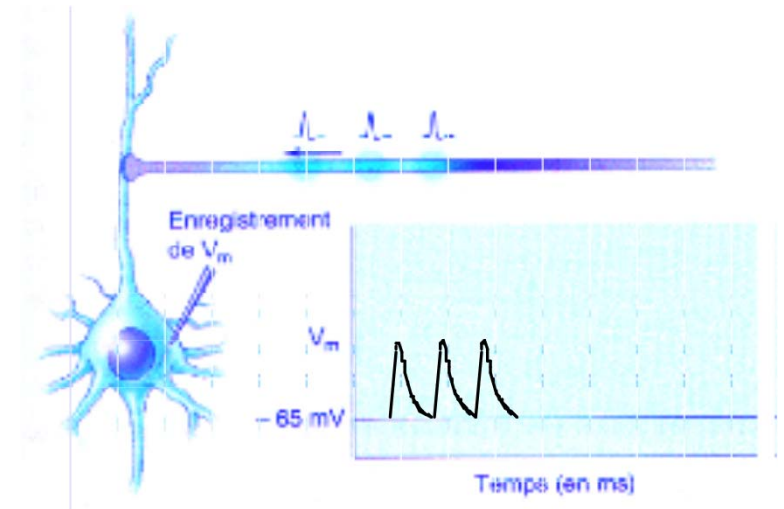 Enregistrement
de Vm
Vm
– 65 mV
Temps (en ms)